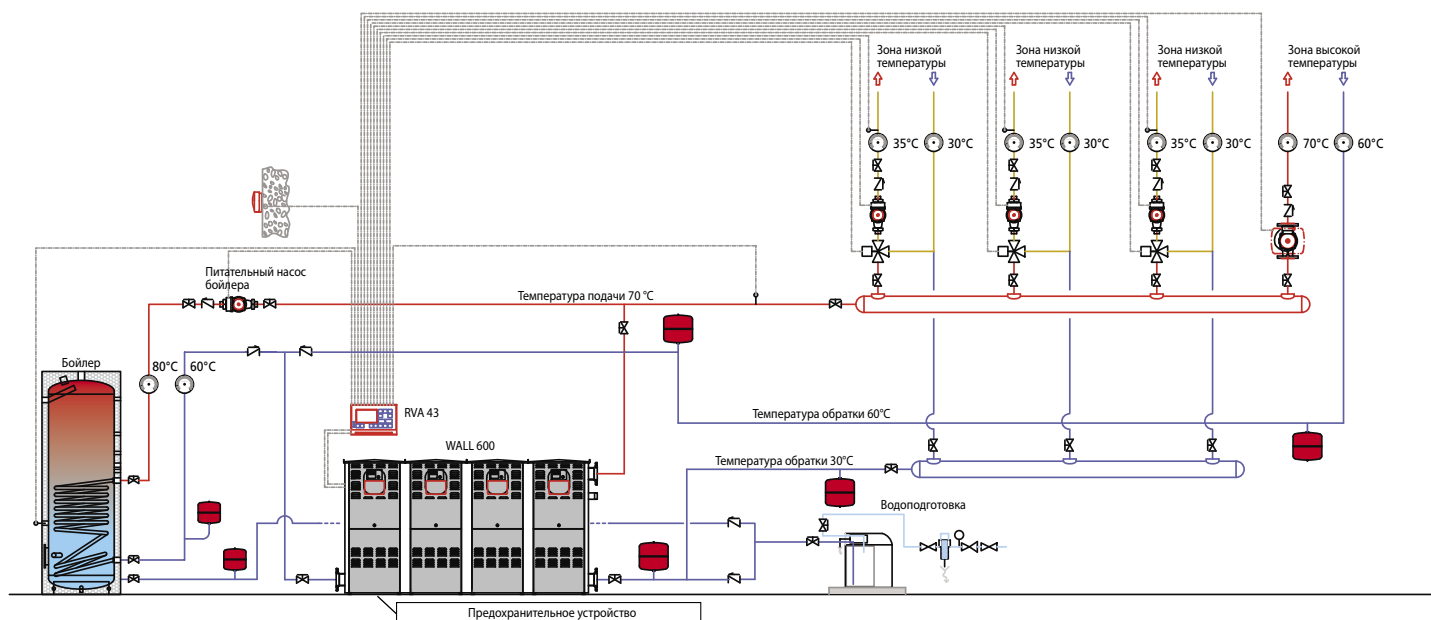 Зона низкой
температуры
Зона низкой
температуры
Зона низкой
температуры
Зона высокой
температуры
35°C
30°C
35°C
30°C
35°C
30°C
70°C
60°C
Питательный насос
бойлера
Температура подачи 70 °C
Бойлер
80°C
60°C
RVA 43
Температура обратки 60°C
WALL 600
Температура обратки 30°C
Водоподготовка
Предохранительное устройство